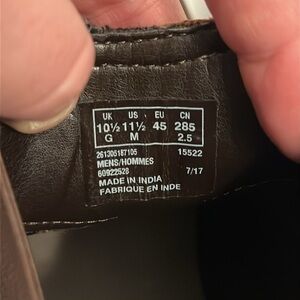 UK US EU CN
10½ 11½ 45 285
G M 2.5
261305187105 15522
MENS/HOMMES
60922528 7/17
MADE IN INDIA
FABRIQUE EN INDE